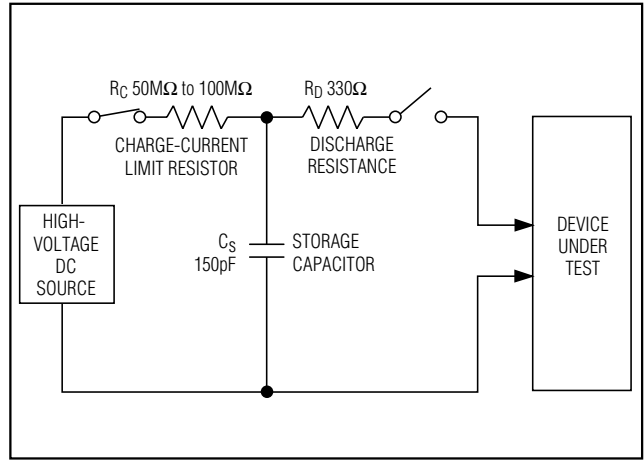 R_C 50MΩ to 100MΩ
CHARGE-CURRENT
LIMIT RESISTOR
R_D 330Ω
DISCHARGE
RESISTANCE
HIGH-
VOLTAGE
DC
SOURCE
C_S
150pF
STORAGE
CAPACITOR
DEVICE
UNDER
TEST